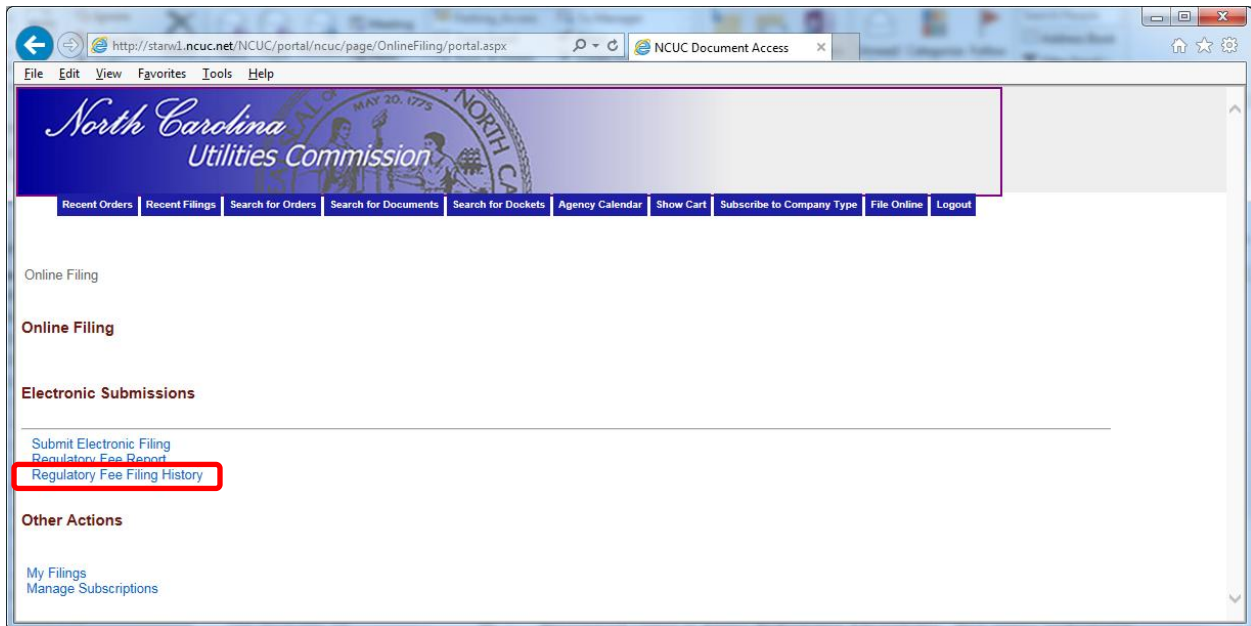 http://starw1.ncuc.net/NCUC/portal/ncuc/page/OnlineFiling/portal.aspx
NCUC Document Access
File Edit View Favorites Tools Help
North Carolina
Utilities Commission
MAY 20, 1775
NORTH CA
Recent Orders Recent Filings Search for Orders Search for Documents Search for Dockets Agency Calendar Show Cart Subscribe to Company Type File Online Logout
Online Filing
Online Filing
Electronic Submissions
Submit Electronic Filing
Regulatory Fee Report
Regulatory Fee Filing History
Other Actions
My Filings
Manage Subscriptions